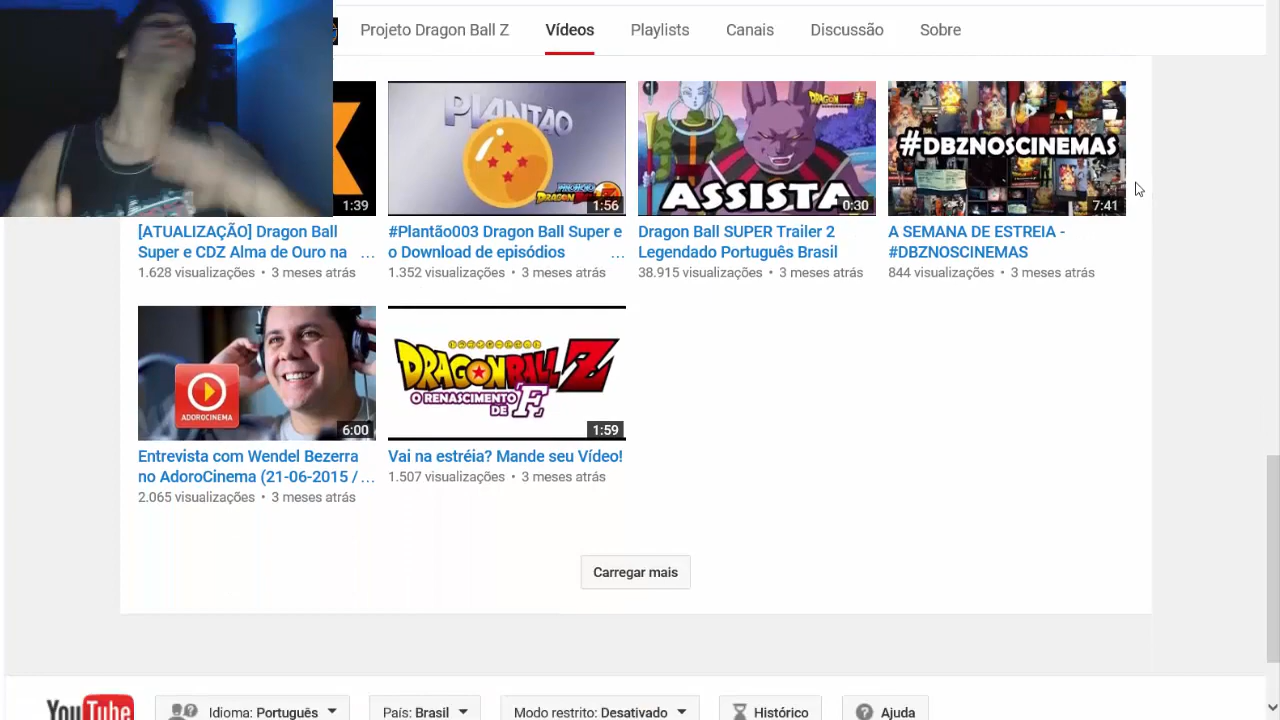 Projeto Dragon Ball Z
Vídeos
Playlists
Canais
Discussão
Sobre
1:39
PLANTÃO
1:56
DRAGON BALL
ASSISTA
0:30
#DBZNOSCINEMAS
7:41
[ATUALIZAÇÃO] Dragon Ball
Super e CDZ Alma de Ouro na ...
1.628 visualizações • 3 meses atrás
#Plantão003 Dragon Ball Super e
o Download de episódios ...
1.352 visualizações • 3 meses atrás
Dragon Ball SUPER Trailer 2
Legendado Português Brasil
38.915 visualizações • 3 meses atrás
A SEMANA DE ESTREIA -
#DBZNOSCINEMAS
844 visualizações • 3 meses atrás
ADOROCINEMA
6:00
DRAGONBALL Z
O RENASCIMENTO
DE F
1:59
Entrevista com Wendel Bezerra
no AdoroCinema (21-06-2015 / ...
2.065 visualizações • 3 meses atrás
Vai na estréia? Mande seu Vídeo!
1.507 visualizações • 3 meses atrás
Carregar mais
YouTube
Idioma: Português
País: Brasil
Modo restrito: Desativado
Histórico
Ajuda